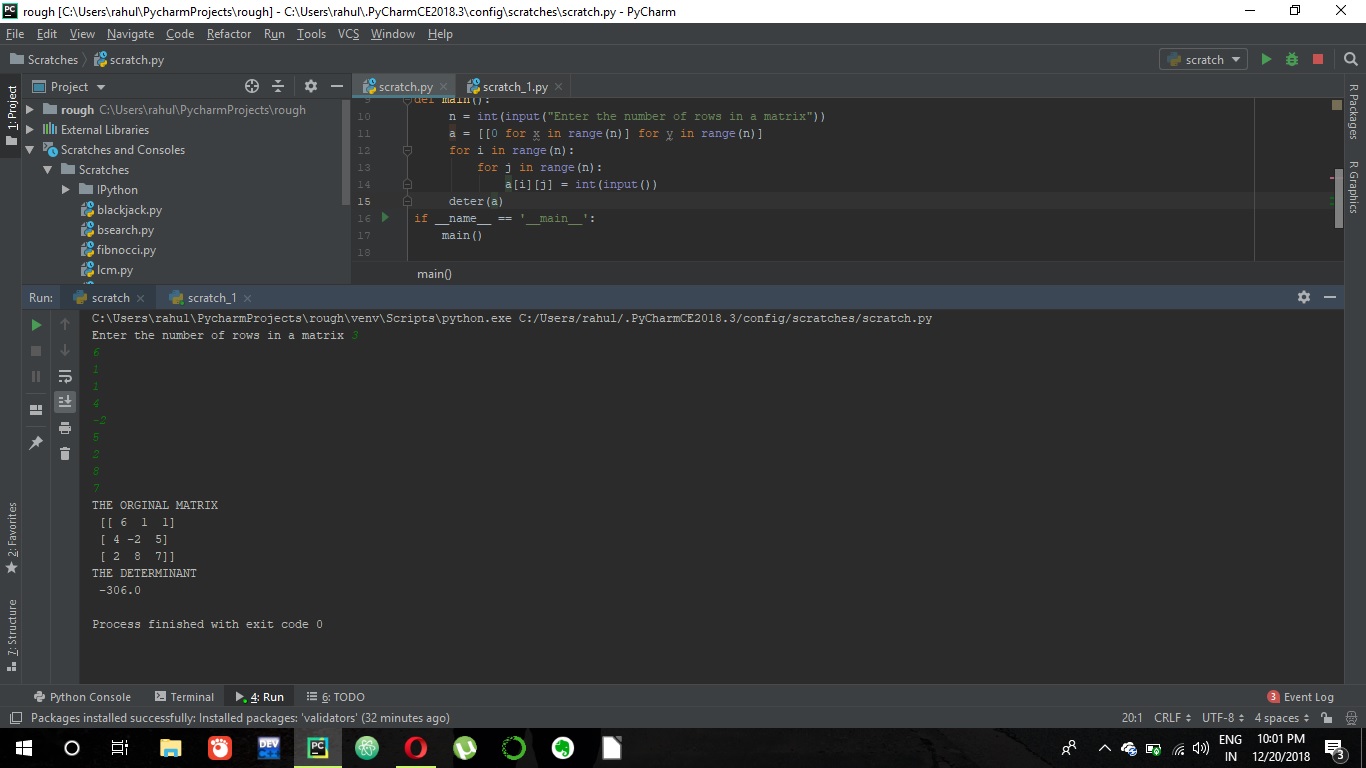 rough [C:\Users\rahul\PycharmProjects\rough] - C:\Users\rahul\.PyCharmCE2018.3\config\scratches\scratch.py - PyCharm
File Edit View Navigate Code Refactor Run Tools VCS Window Help
Scratches scratch.py
scratch
1: Project
Project
rough C:\Users\rahul\PycharmProjects\rough
External Libraries
Scratches and Consoles
Scratches
IPython
blackjack.py
bsearch.py
fibnocci.py
lcm.py
scratch.py scratch_1.py
9 def main():
10 n = int(input("Enter the number of rows in a matrix"))
11 a = [[0 for x in range(n)] for y in range(n)]
12 for i in range(n):
13 for j in range(n):
14 a[i][j] = int(input())
15 deter(a)
16 if __name__ == '__main__':
17 main()
18
main()
R Packages
R Graphics
Run: scratch scratch_1
C:\Users\rahul\PycharmProjects\rough\venv\Scripts\python.exe C:/Users/rahul/.PyCharmCE2018.3/config/scratches/scratch.py
Enter the number of rows in a matrix 3
6
1
1
4
-2
5
2
8
7
THE ORGINAL MATRIX
[[ 6 1 1]
[ 4 -2 5]
[ 2 8 7]]
THE DETERMINANT
-306.0
Process finished with exit code 0
2: Favorites
7: Structure
Python Console Terminal 4: Run 6: TODO 3 Event Log
Packages installed successfully: Installed packages: 'validators' (32 minutes ago) 20:1 CRLF UTF-8 4 spaces
DEV
PC
ENG
IN
10:01 PM
12/20/2018
3